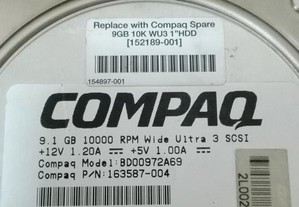 Replace with Compaq Spare
9GB 10K WU3 1"HDD
[152189-001]
154897-001
COMPAQ
9.1 GB 10000 RPM Wide Ultra 3 SCSI
+12V 1.20A ⎓ +5V 1.00A ⎓
Compaq Model:BD00972A69
Compaq P/N:163587-004
2L002